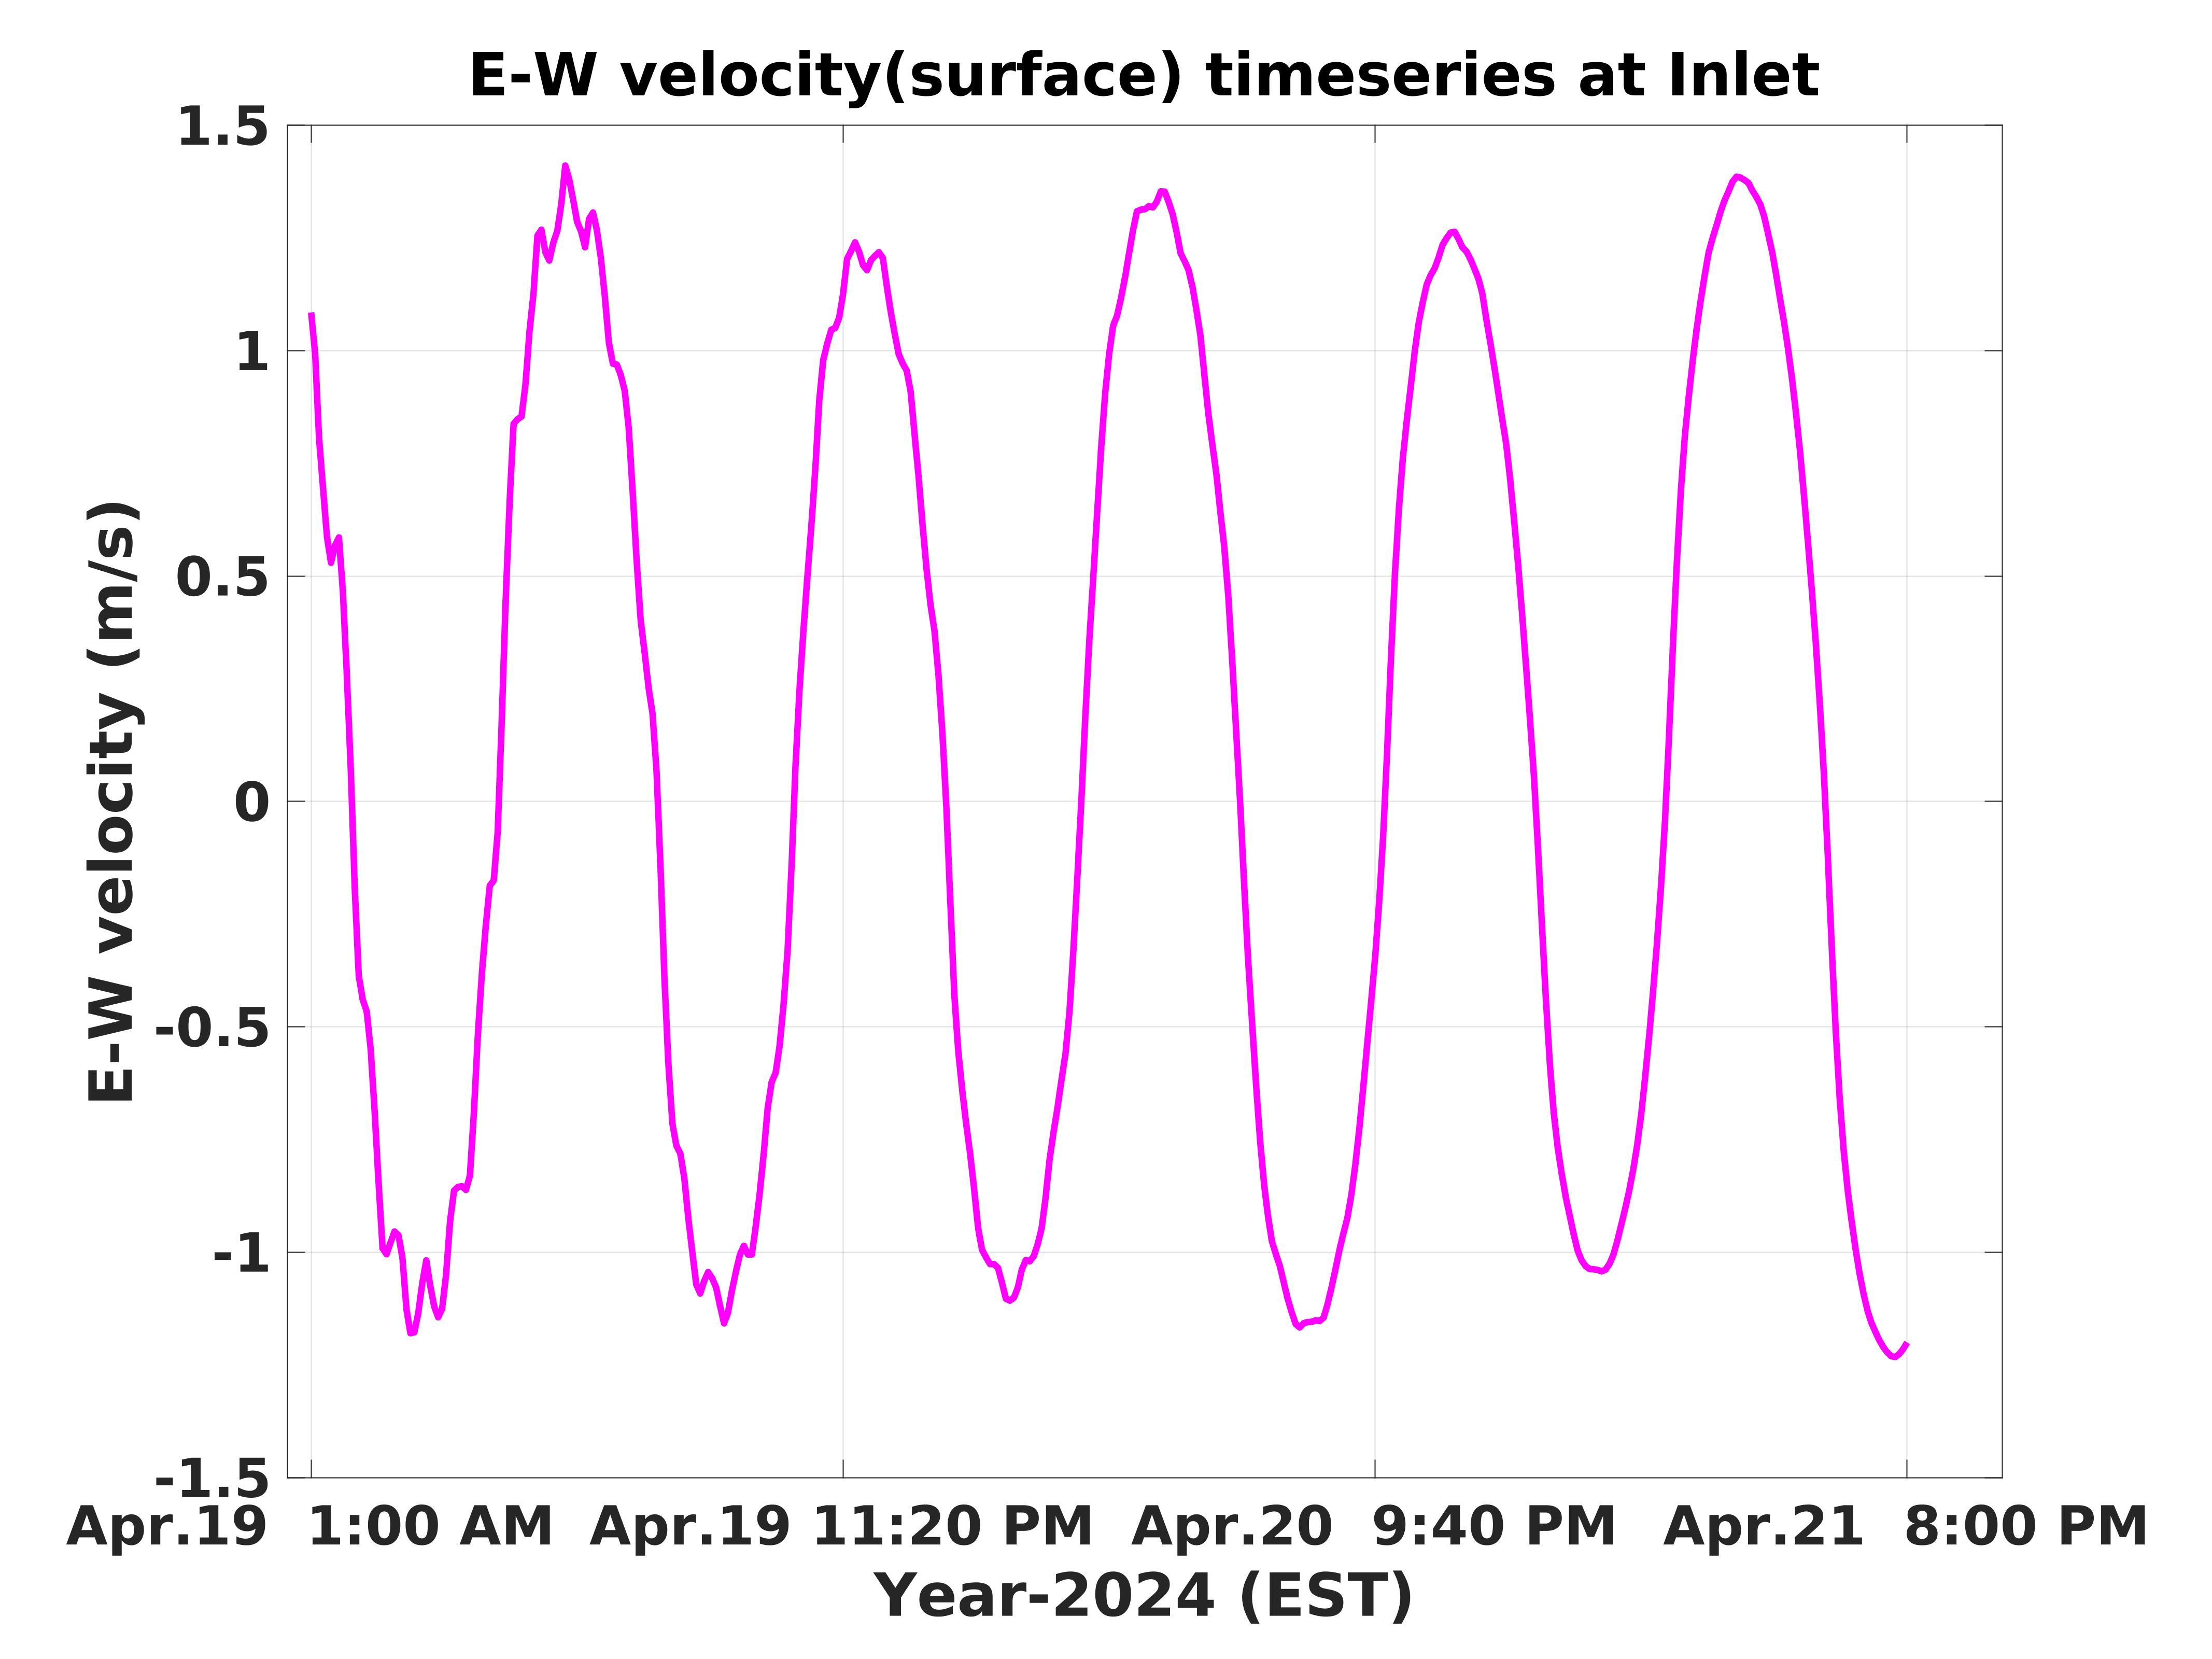 E-W velocity(surface) timeseries at Inlet
E-W velocity (m/s)
1.5
1
0.5
0
-0.5
-1
-1.5
Apr.19 1:00 AM Apr.19 11:20 PM Apr.20 9:40 PM Apr.21 8:00 PM
Year-2024 (EST)